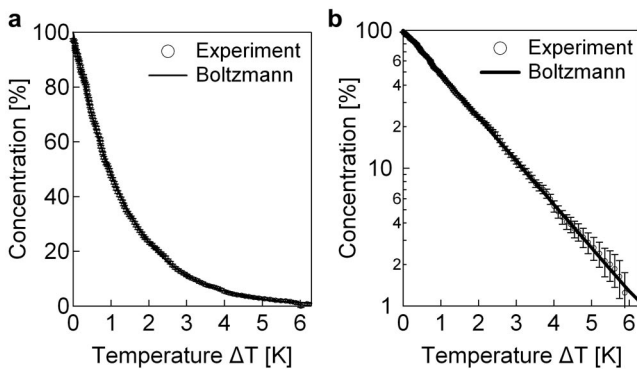 a
Experiment
Boltzmann
Concentration [%]
100
80
60
40
20
0
0 1 2 3 4 5 6
Temperature ΔT [K]
b
Experiment
Boltzmann
Concentration [%]
100
6
4
2
10
6
4
2
1
0 1 2 3 4 5 6
Temperature ΔT [K]